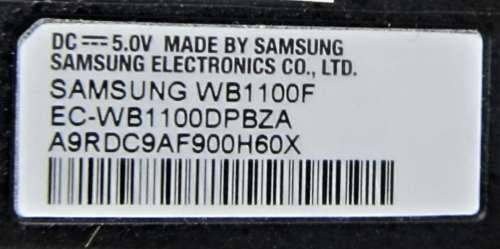 DC ⎓ 5.0V MADE BY SAMSUNG
SAMSUNG ELECTRONICS CO., LTD.
SAMSUNG WB1100F
EC-WB1100DPBZA
A9RDC9AF900H60X